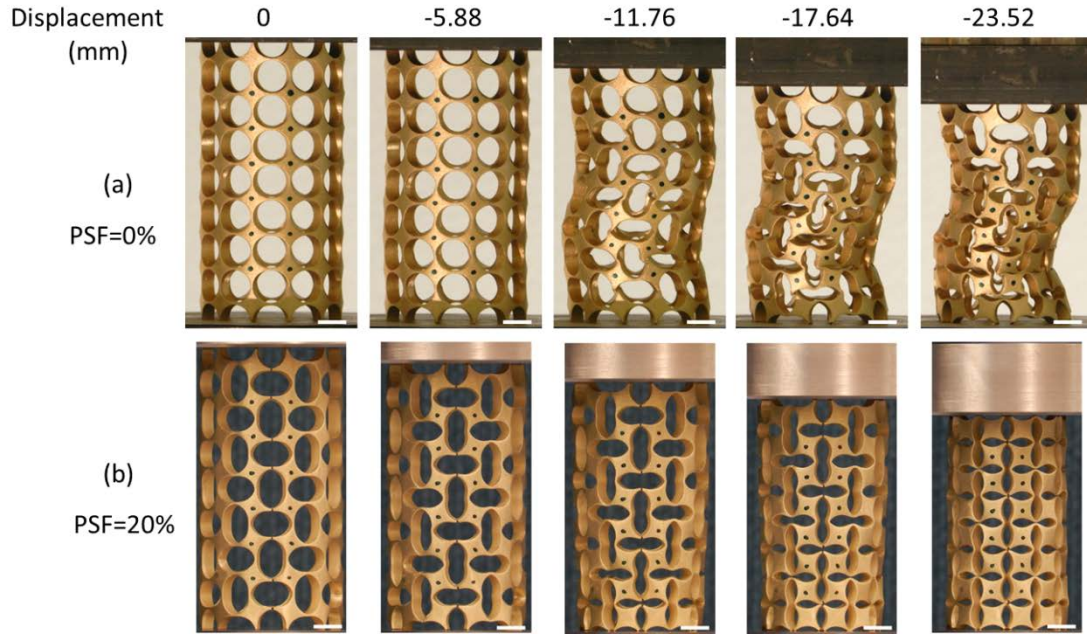 Displacement 0 -5.88 -11.76 -17.64 -23.52
(mm)
(a)
PSF=0%
(b)
PSF=20%